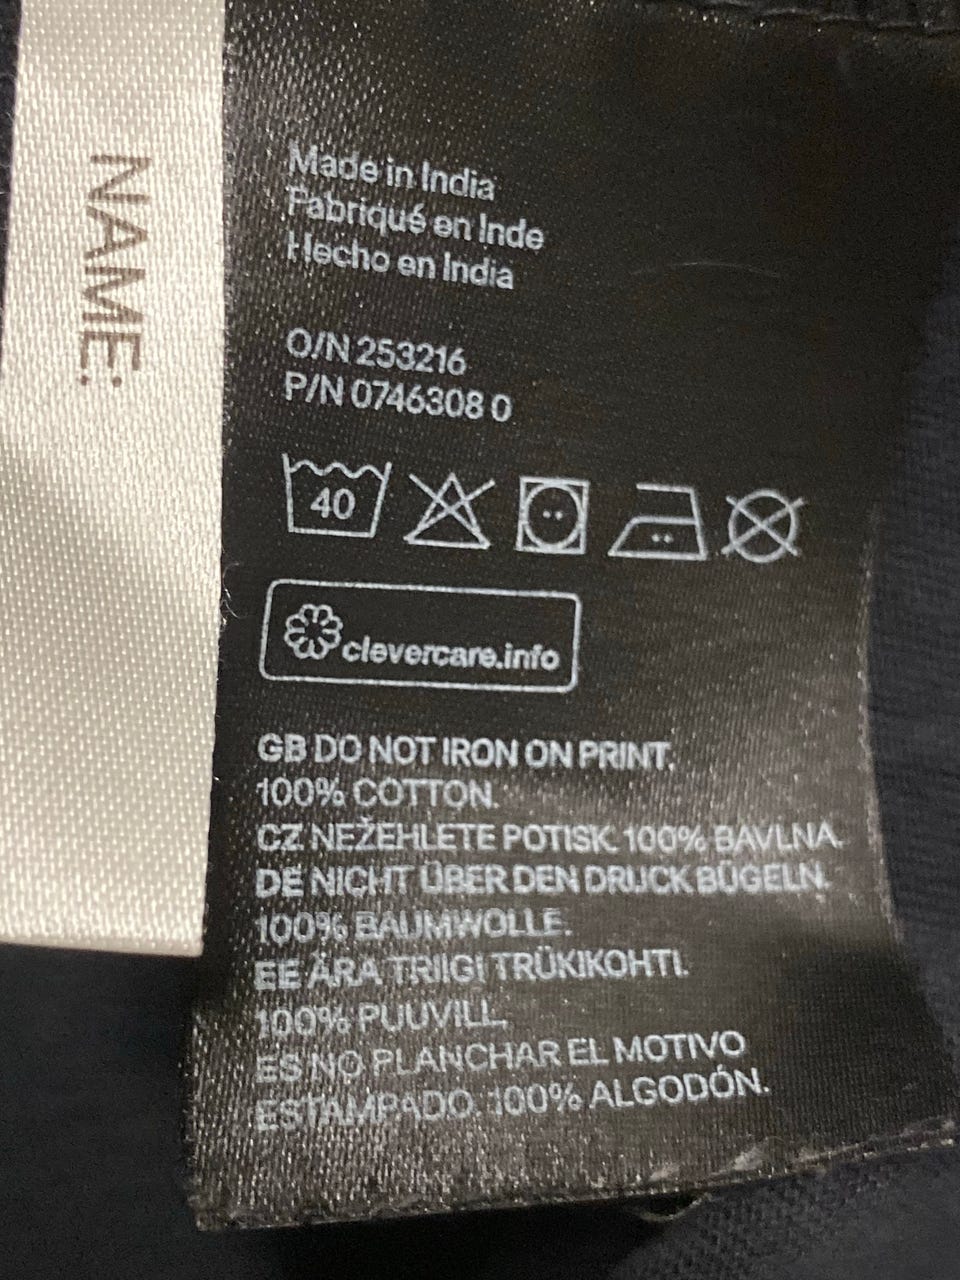 NAME:
Made in India
Fabriqué en Inde
Hecho en India
O/N 253216
P/N 0746308 0
40
clevercare.info
GB DO NOT IRON ON PRINT.
100% COTTON.
CZ NEŽEHLETE POTISK. 100% BAVLNA.
DE NICHT ÜBER DEN DRUCK BÜGELN.
100% BAUMWOLLE.
EE ÄRA TRIIGI TRÜKIKOHTI.
100% PUUVILL.
ES NO PLANCHAR EL MOTIVO
ESTAMPADO. 100% ALGODÓN.